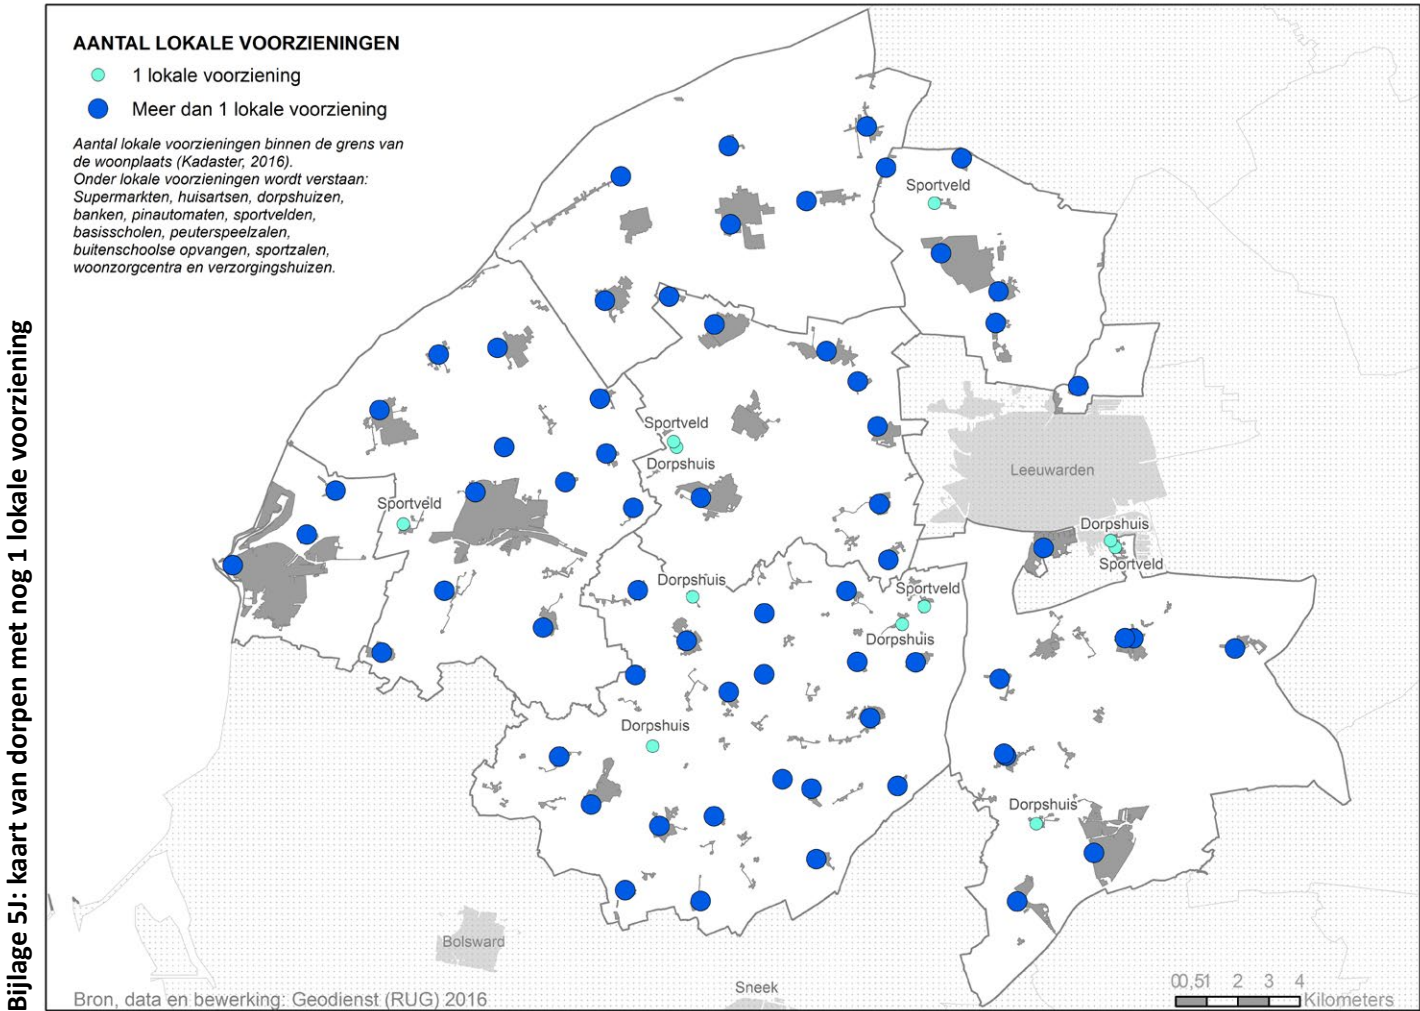 Bijlage 5J: kaart van dorpen met nog 1 lokale voorziening
AANTAL LOKALE VOORZIENINGEN
1 lokale voorziening
Meer dan 1 lokale voorziening
Aantal lokale voorzieningen binnen de grens van
de woonplaats (Kadaster, 2016).
Onder lokale voorzieningen wordt verstaan:
Supermarkten, huisartsen, dorpshuizen,
banken, pinautomaten, sportvelden,
basisscholen, peuterspeelzalen,
buitenschoolse opvangen, sportzalen,
woonzorgcentra en verzorgingshuizen.
Sportveld
Sportveld
Dorpshuis
Leeuwarden
Sportveld
Dorpshuis
Sportveld
Dorpshuis
Sportveld
Dorpshuis
Dorpshuis
Dorpshuis
Bolsward
Sneek
Bron, data en bewerking: Geodienst (RUG) 2016
00,51 2 3 4
Kilometers